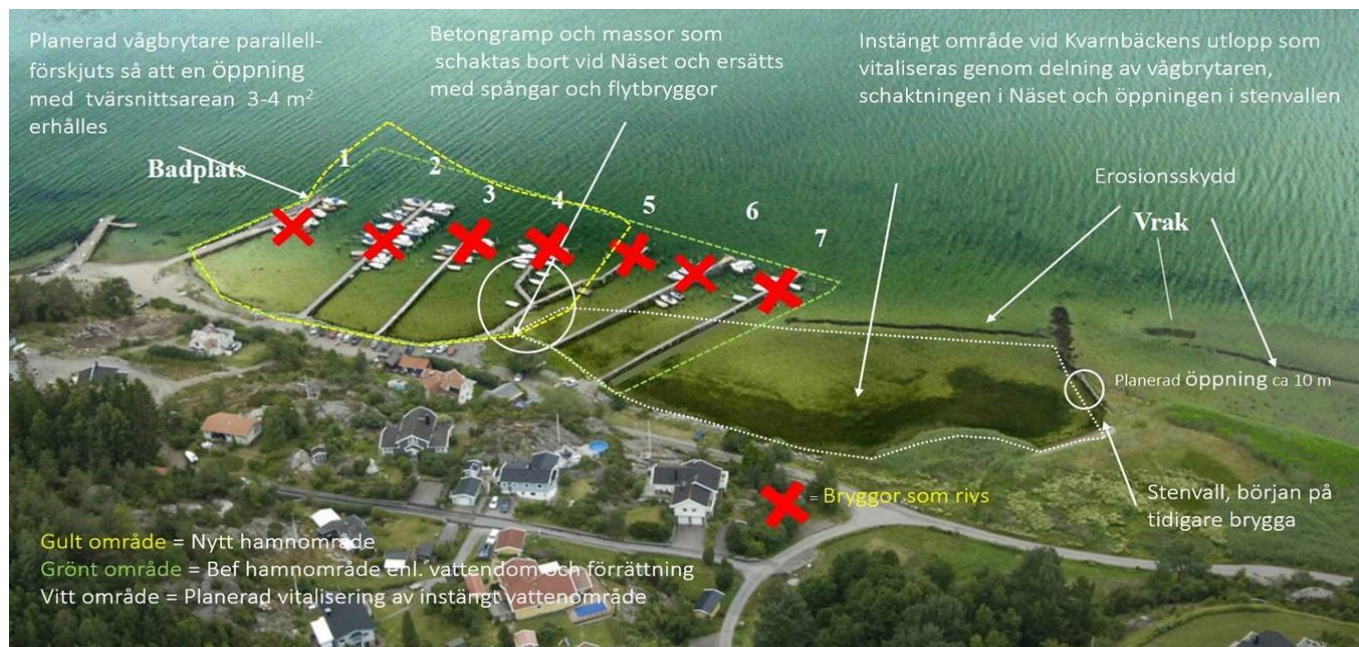 Planerad vågbrytare parallell-
förskjuts så att en öppning
med tvärsnittsarean 3-4 m²
erhålles
Betongramp och massor som
schaktas bort vid Näset och ersätts
med spångar och flytbryggor
Instängt område vid Kvarnbäckens utlopp som
vitaliseras genom delning av vågbrytaren,
schaktningen i Näset och öppningen i stenvallen
Badplats
1
2
3
4
5
6
7
Erosionsskydd
Vrak
Planerad öppning ca 10 m
Stenvall, början på
tidigare brygga
= Bryggor som rivs
Gult område = Nytt hamnområde
Grönt område = Bef hamnområde enl. vattendom och förrättning
Vitt område = Planerad vitalisering av instängt vattenområde